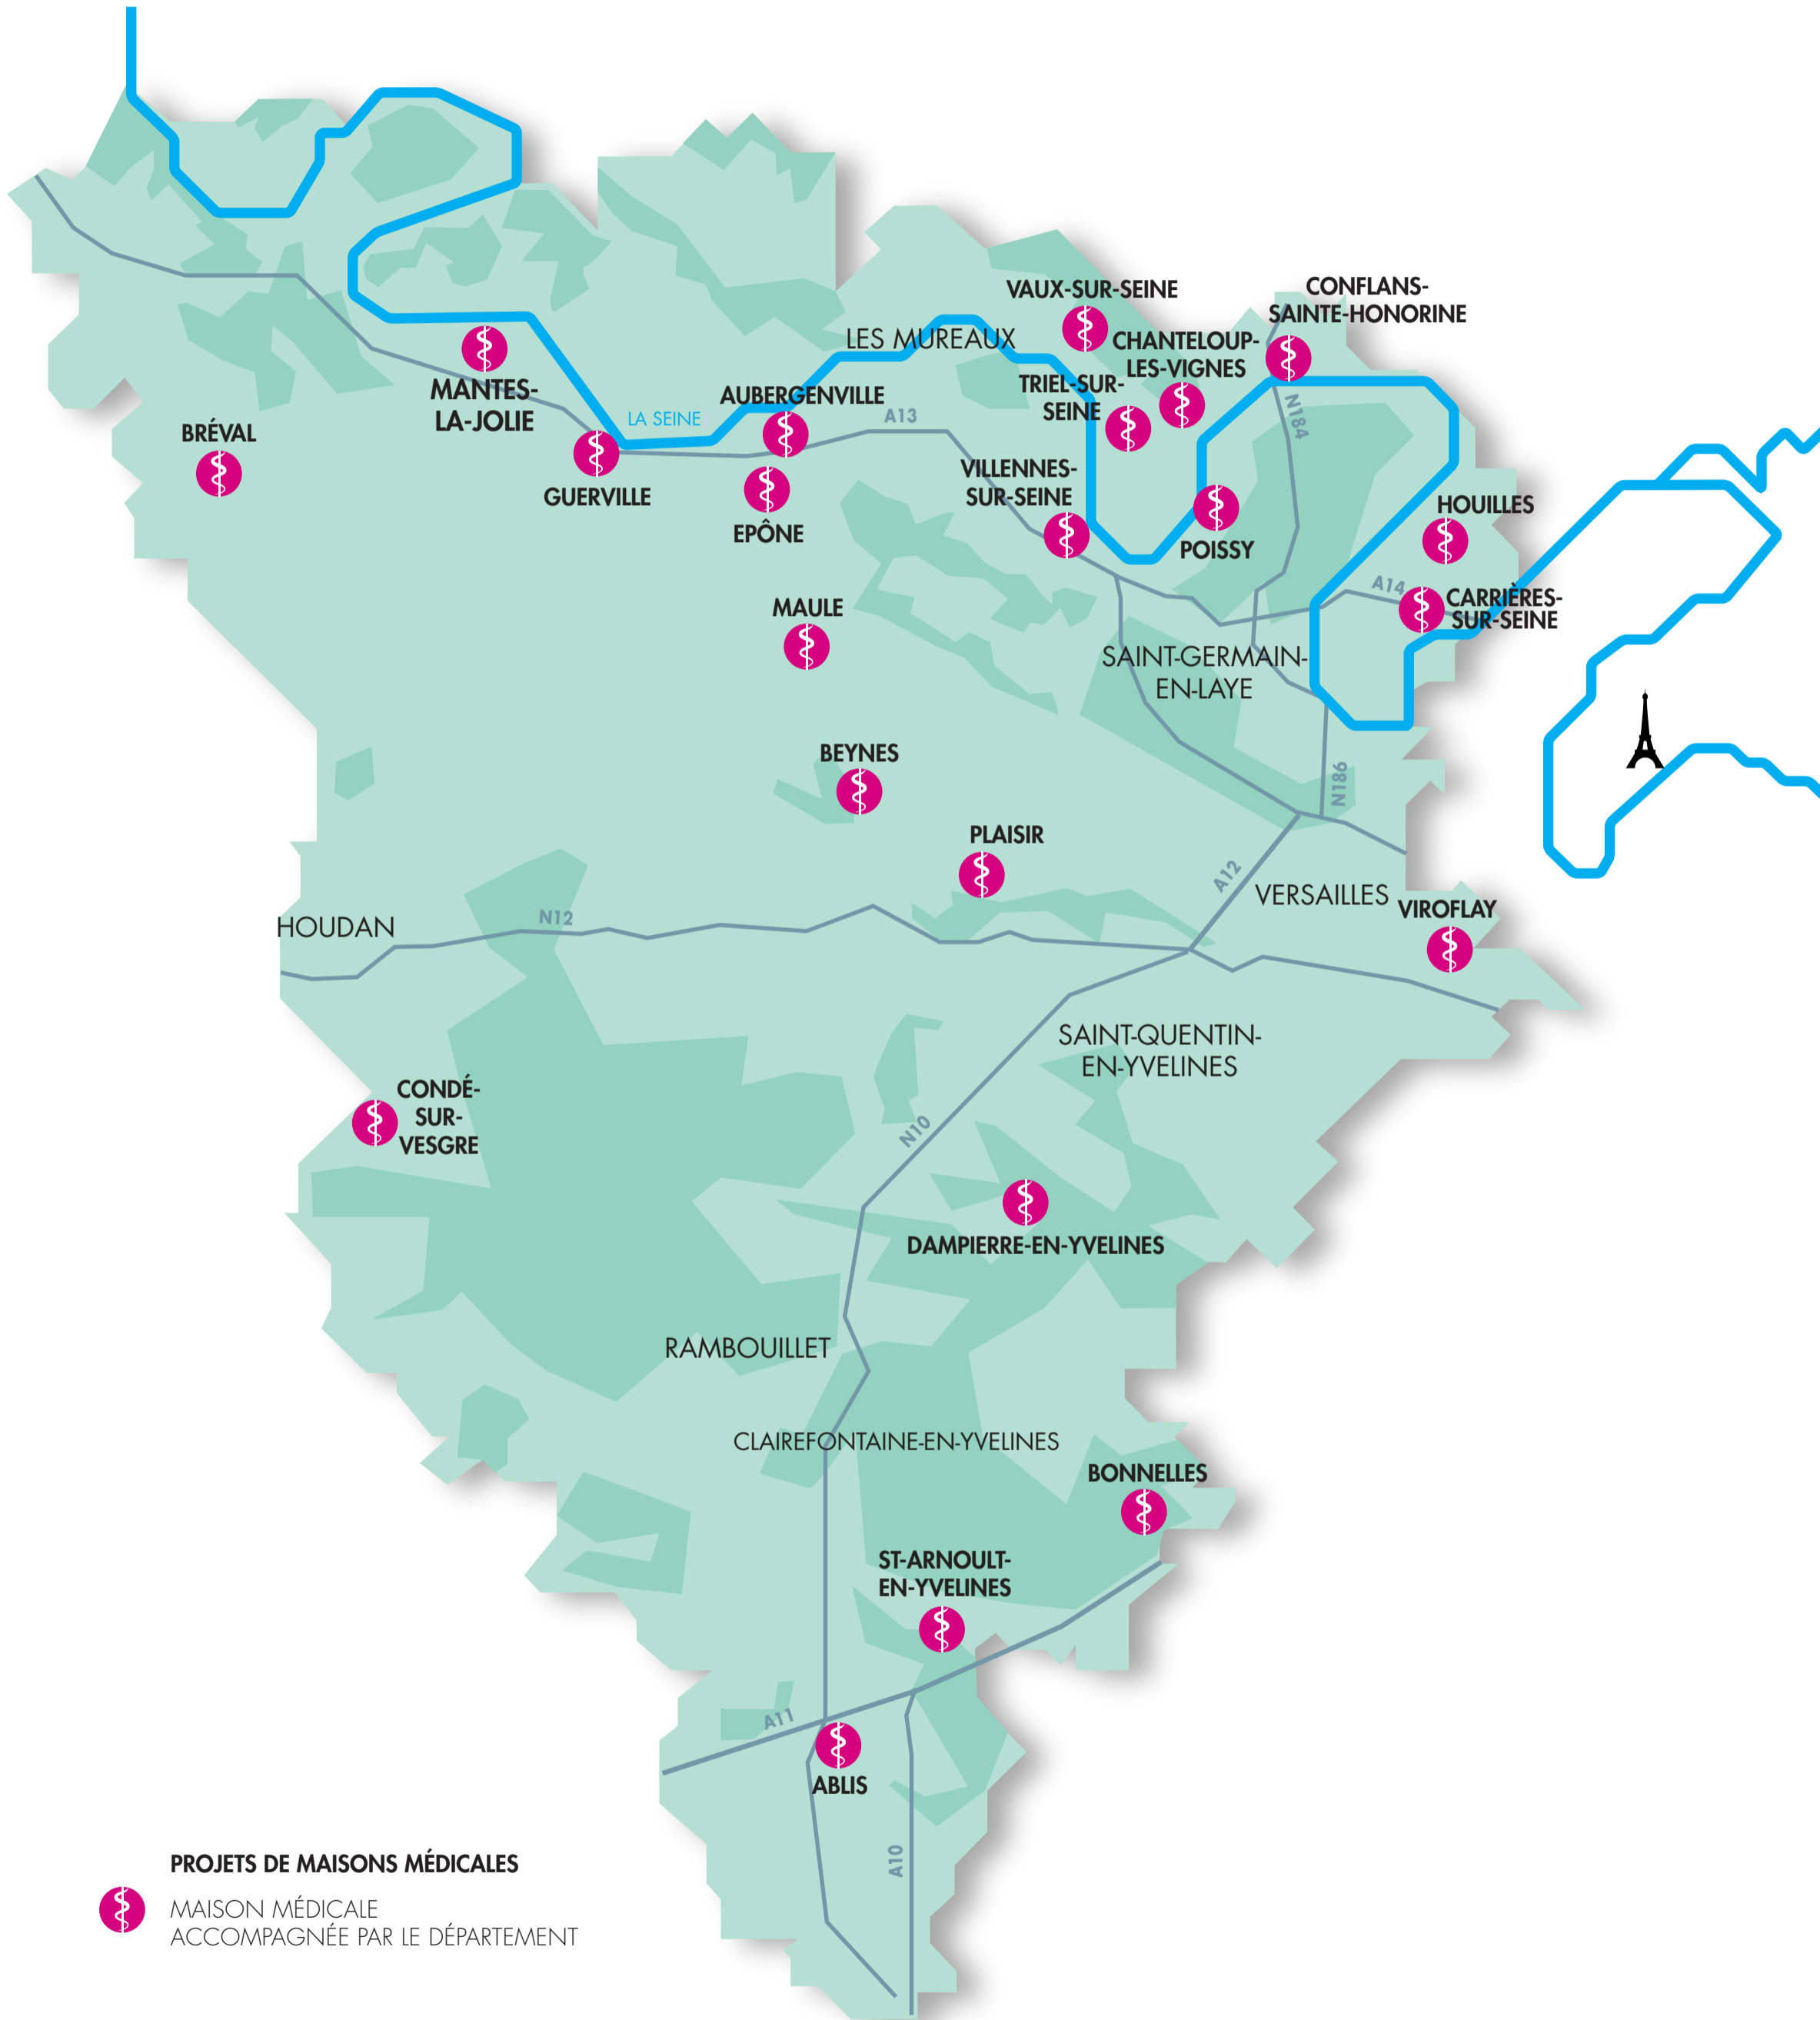 VAUX-SUR-SEINE
CONFLANS-
SAINTE-HONORINE
LES MUREAUX
CHANTELOUP-
LES-VIGNES
TRIEL-SUR-
SEINE
MANTES-
LA-JOLIE
AUBERGENVILLE
LA SEINE
A13
N184
BRÉVAL
VILLENNES-
SUR-SEINE
GUERVILLE
EPÔNE
HOUILLES
POISSY
A14
CARRIÈRES-
SUR-SEINE
MAULE
SAINT-GERMAIN-
EN-LAYE
BEYNES
N186
PLAISIR
A12
VERSAILLES
VIROFLAY
HOUDAN
N12
SAINT-QUENTIN-
EN-YVELINES
CONDÉ-
SUR-
VESGRE
N10
DAMPIERRE-EN-YVELINES
RAMBOUILLET
CLAIREFONTAINE-EN-YVELINES
BONNELLES
ST-ARNOULT-
EN-YVELINES
A11
ABLIS
A10
PROJETS DE MAISONS MÉDICALES
MAISON MÉDICALE
ACCOMPAGNÉE PAR LE DÉPARTEMENT